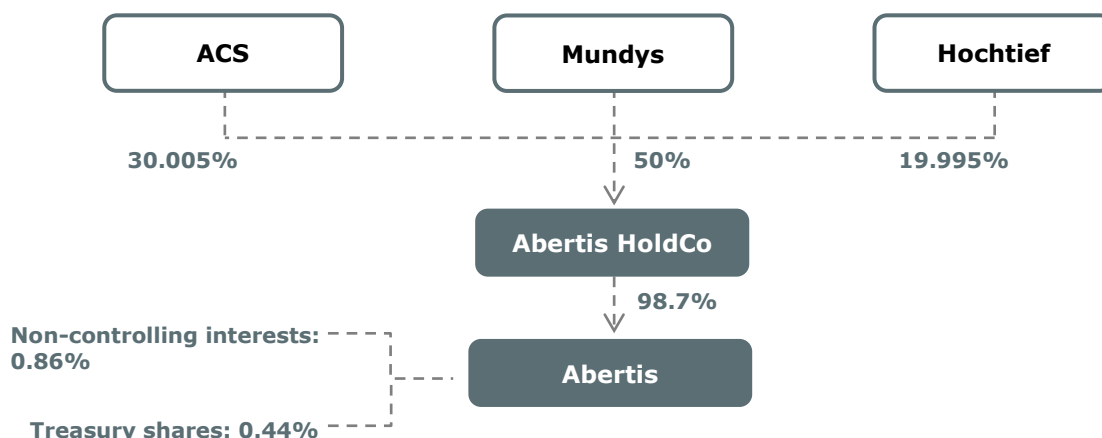 ACS
Mundys
Hochtief
30.005%
50%
19.995%
Abertis HoldCo
98.7%
Non-controlling interests:
0.86%
Abertis
Treasury shares: 0.44%